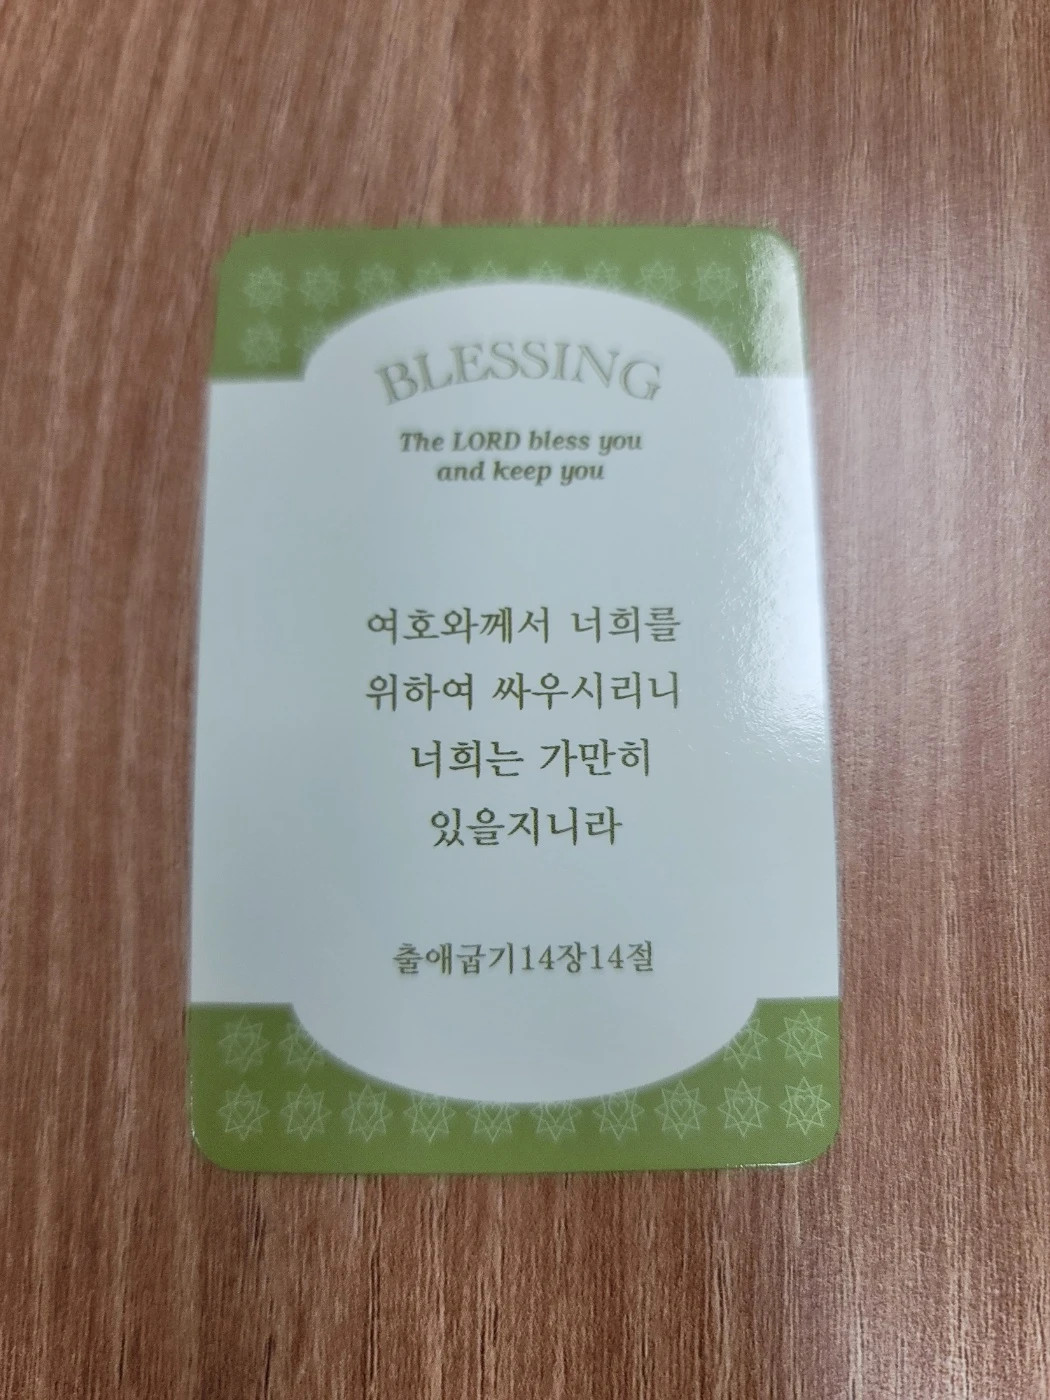 BLESSING
The LORD bless you
and keep you
여호와께서 너희를
위하여 싸우시리니
너희는 가만히
있을지니라
출애굽기14장14절